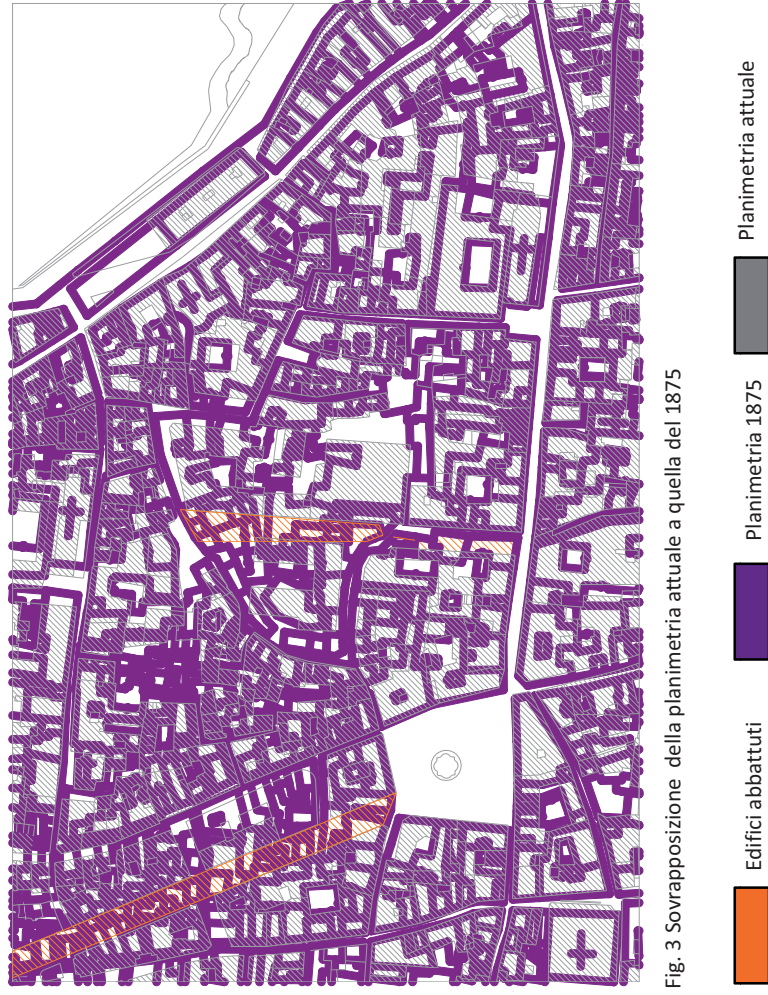 Fig. 3 Sovrapposizione della planimetria attuale a quella del 1875
Edifici abbattuti
Planimetria 1875
Planimetria attuale